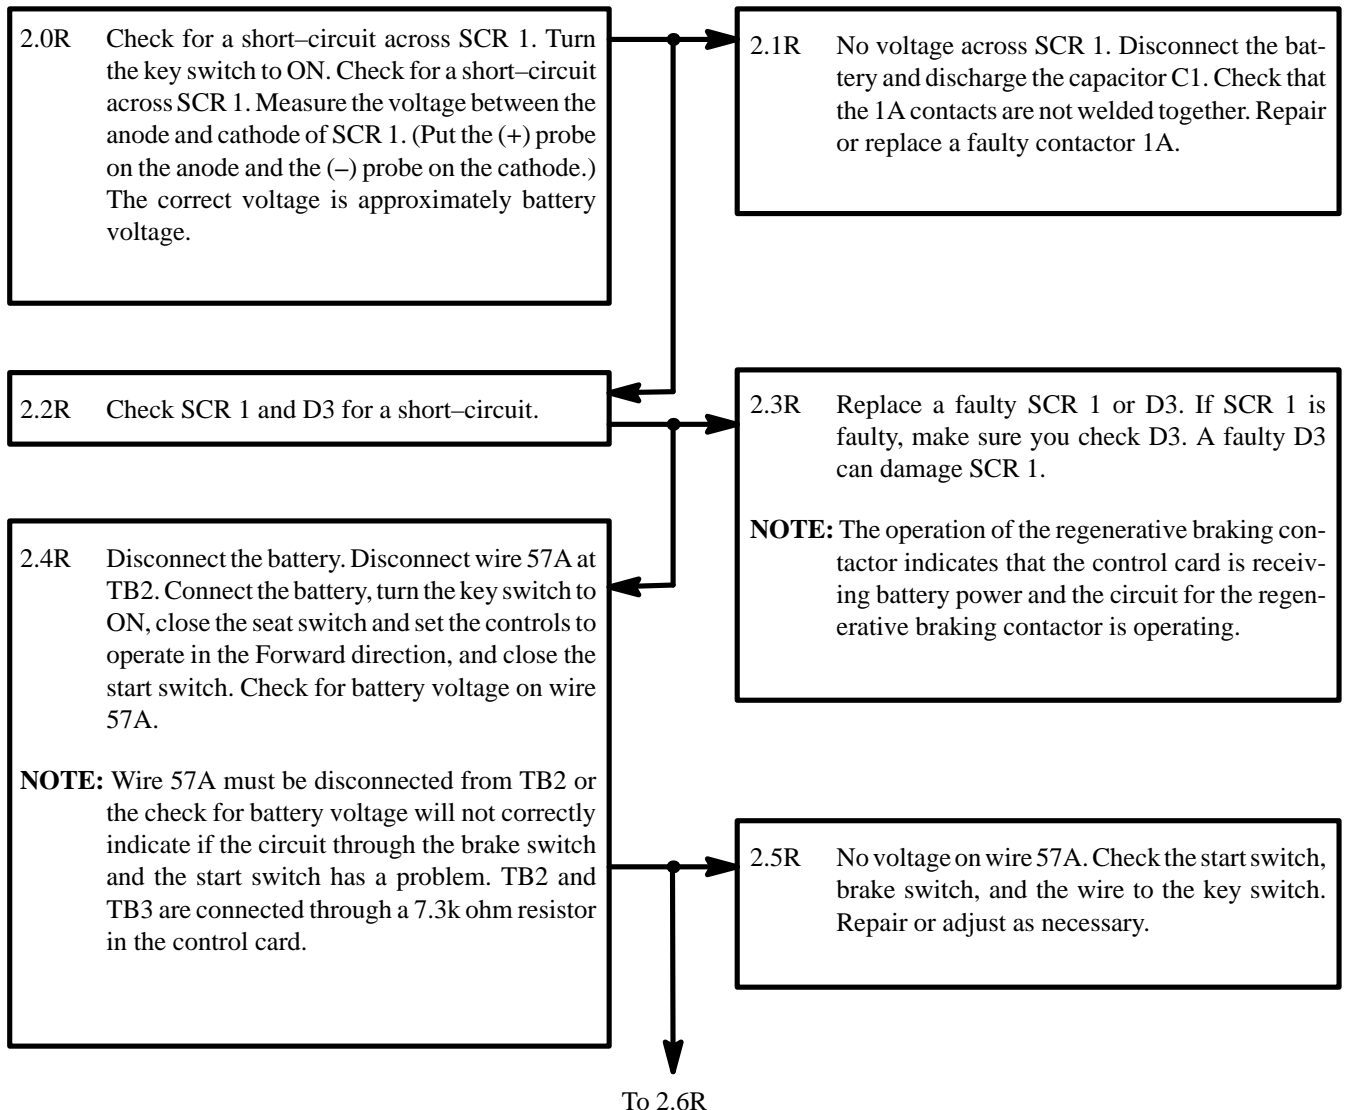 2.0R Check for a short–circuit across SCR 1. Turn
the key switch to ON. Check for a short–circuit
across SCR 1. Measure the voltage between the
anode and cathode of SCR 1. (Put the (+) probe
on the anode and the (–) probe on the cathode.)
The correct voltage is approximately battery
voltage.
2.1R No voltage across SCR 1. Disconnect the bat-
tery and discharge the capacitor C1. Check that
the 1A contacts are not welded together. Repair
or replace a faulty contactor 1A.
2.2R Check SCR 1 and D3 for a short–circuit.
2.3R Replace a faulty SCR 1 or D3. If SCR 1 is
faulty, make sure you check D3. A faulty D3
can damage SCR 1.
NOTE: The operation of the regenerative braking con-
tactor indicates that the control card is receiv-
ing battery power and the circuit for the regen-
erative braking contactor is operating.
2.4R Disconnect the battery. Disconnect wire 57A at
TB2. Connect the battery, turn the key switch to
ON, close the seat switch and set the controls to
operate in the Forward direction, and close the
start switch. Check for battery voltage on wire
57A.
NOTE: Wire 57A must be disconnected from TB2 or
the check for battery voltage will not correctly
indicate if the circuit through the brake switch
and the start switch has a problem. TB2 and
TB3 are connected through a 7.3k ohm resistor
in the control card.
2.5R No voltage on wire 57A. Check the start switch,
brake switch, and the wire to the key switch.
Repair or adjust as necessary.
To 2.6R